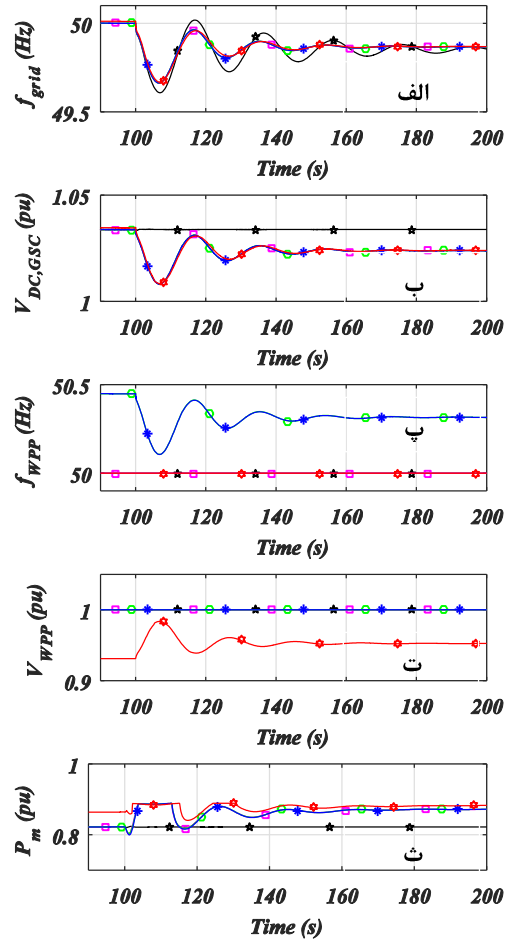 50
49.5
f_grid (Hz)
الف
100 120 140 160 180 200
Time (s)
1.05
1
V_DC,GSC (pu)
ب
100 120 140 160 180 200
Time (s)
50.5
50
f_WPP (Hz)
پ
100 120 140 160 180 200
Time (s)
1
0.9
V_WPP (pu)
ت
100 120 140 160 180 200
Time (s)
1
0.8
P_m (pu)
ث
100 120 140 160 180 200
Time (s)